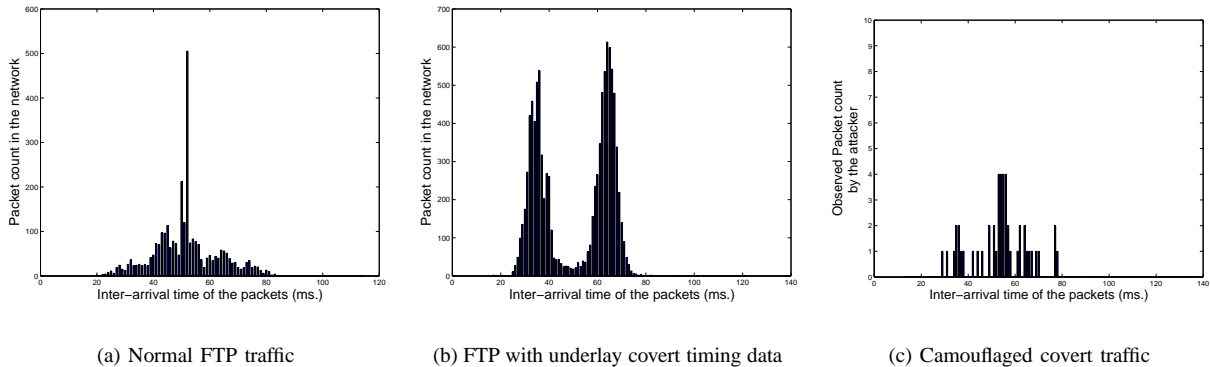 600
500
400
300
200
100
0
0 20 40 60 80 100 120
Packet count in the network
Inter−arrival time of the packets (ms.)
(a) Normal FTP traffic
700
600
500
400
300
200
100
0
0 20 40 60 80 100 120 140
Packet count in the network
Inter−arrival time of the packets (ms.)
(b) FTP with underlay covert timing data
10
9
8
7
6
5
4
3
2
1
0
0 20 40 60 80 100 120 140
Observed Packet count
by the attacker
Inter−arrival time of the packets (ms.)
(c) Camouflaged covert traffic